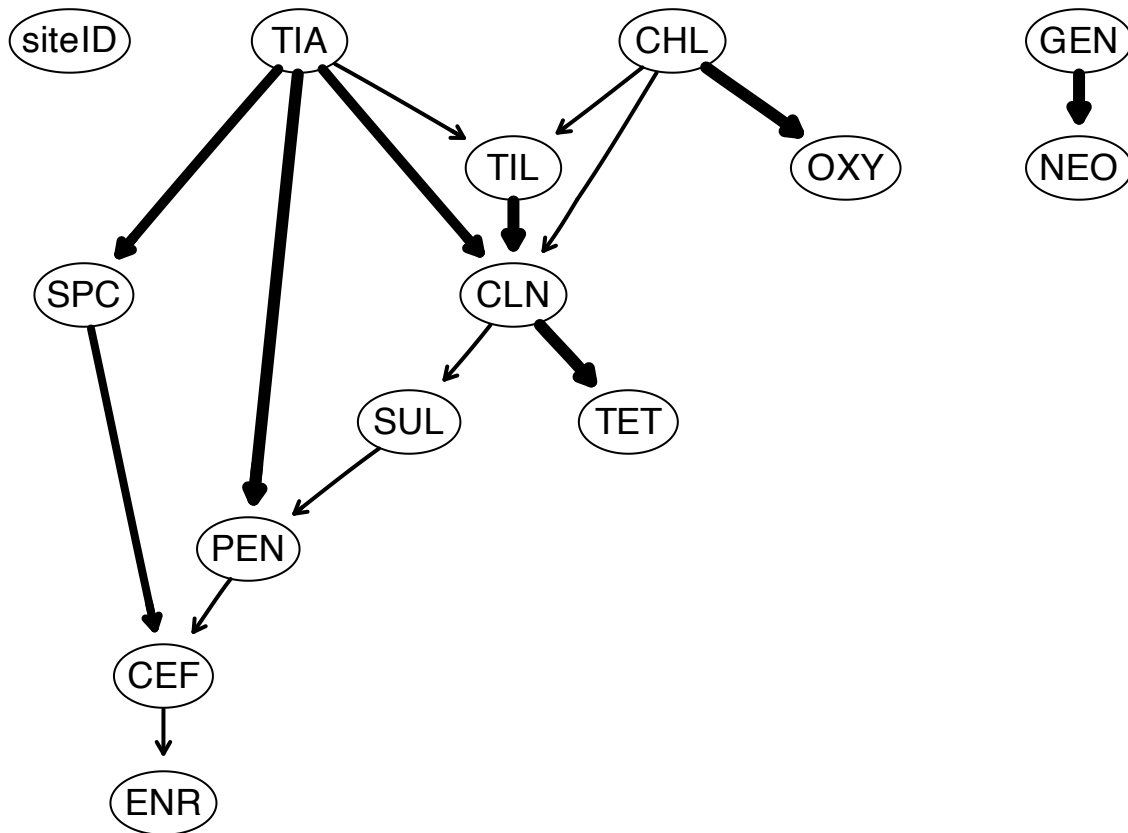 siteID TIA CHL GEN
TIL OXY NEO
SPC CLN
SUL TET
PEN
CEF
ENR